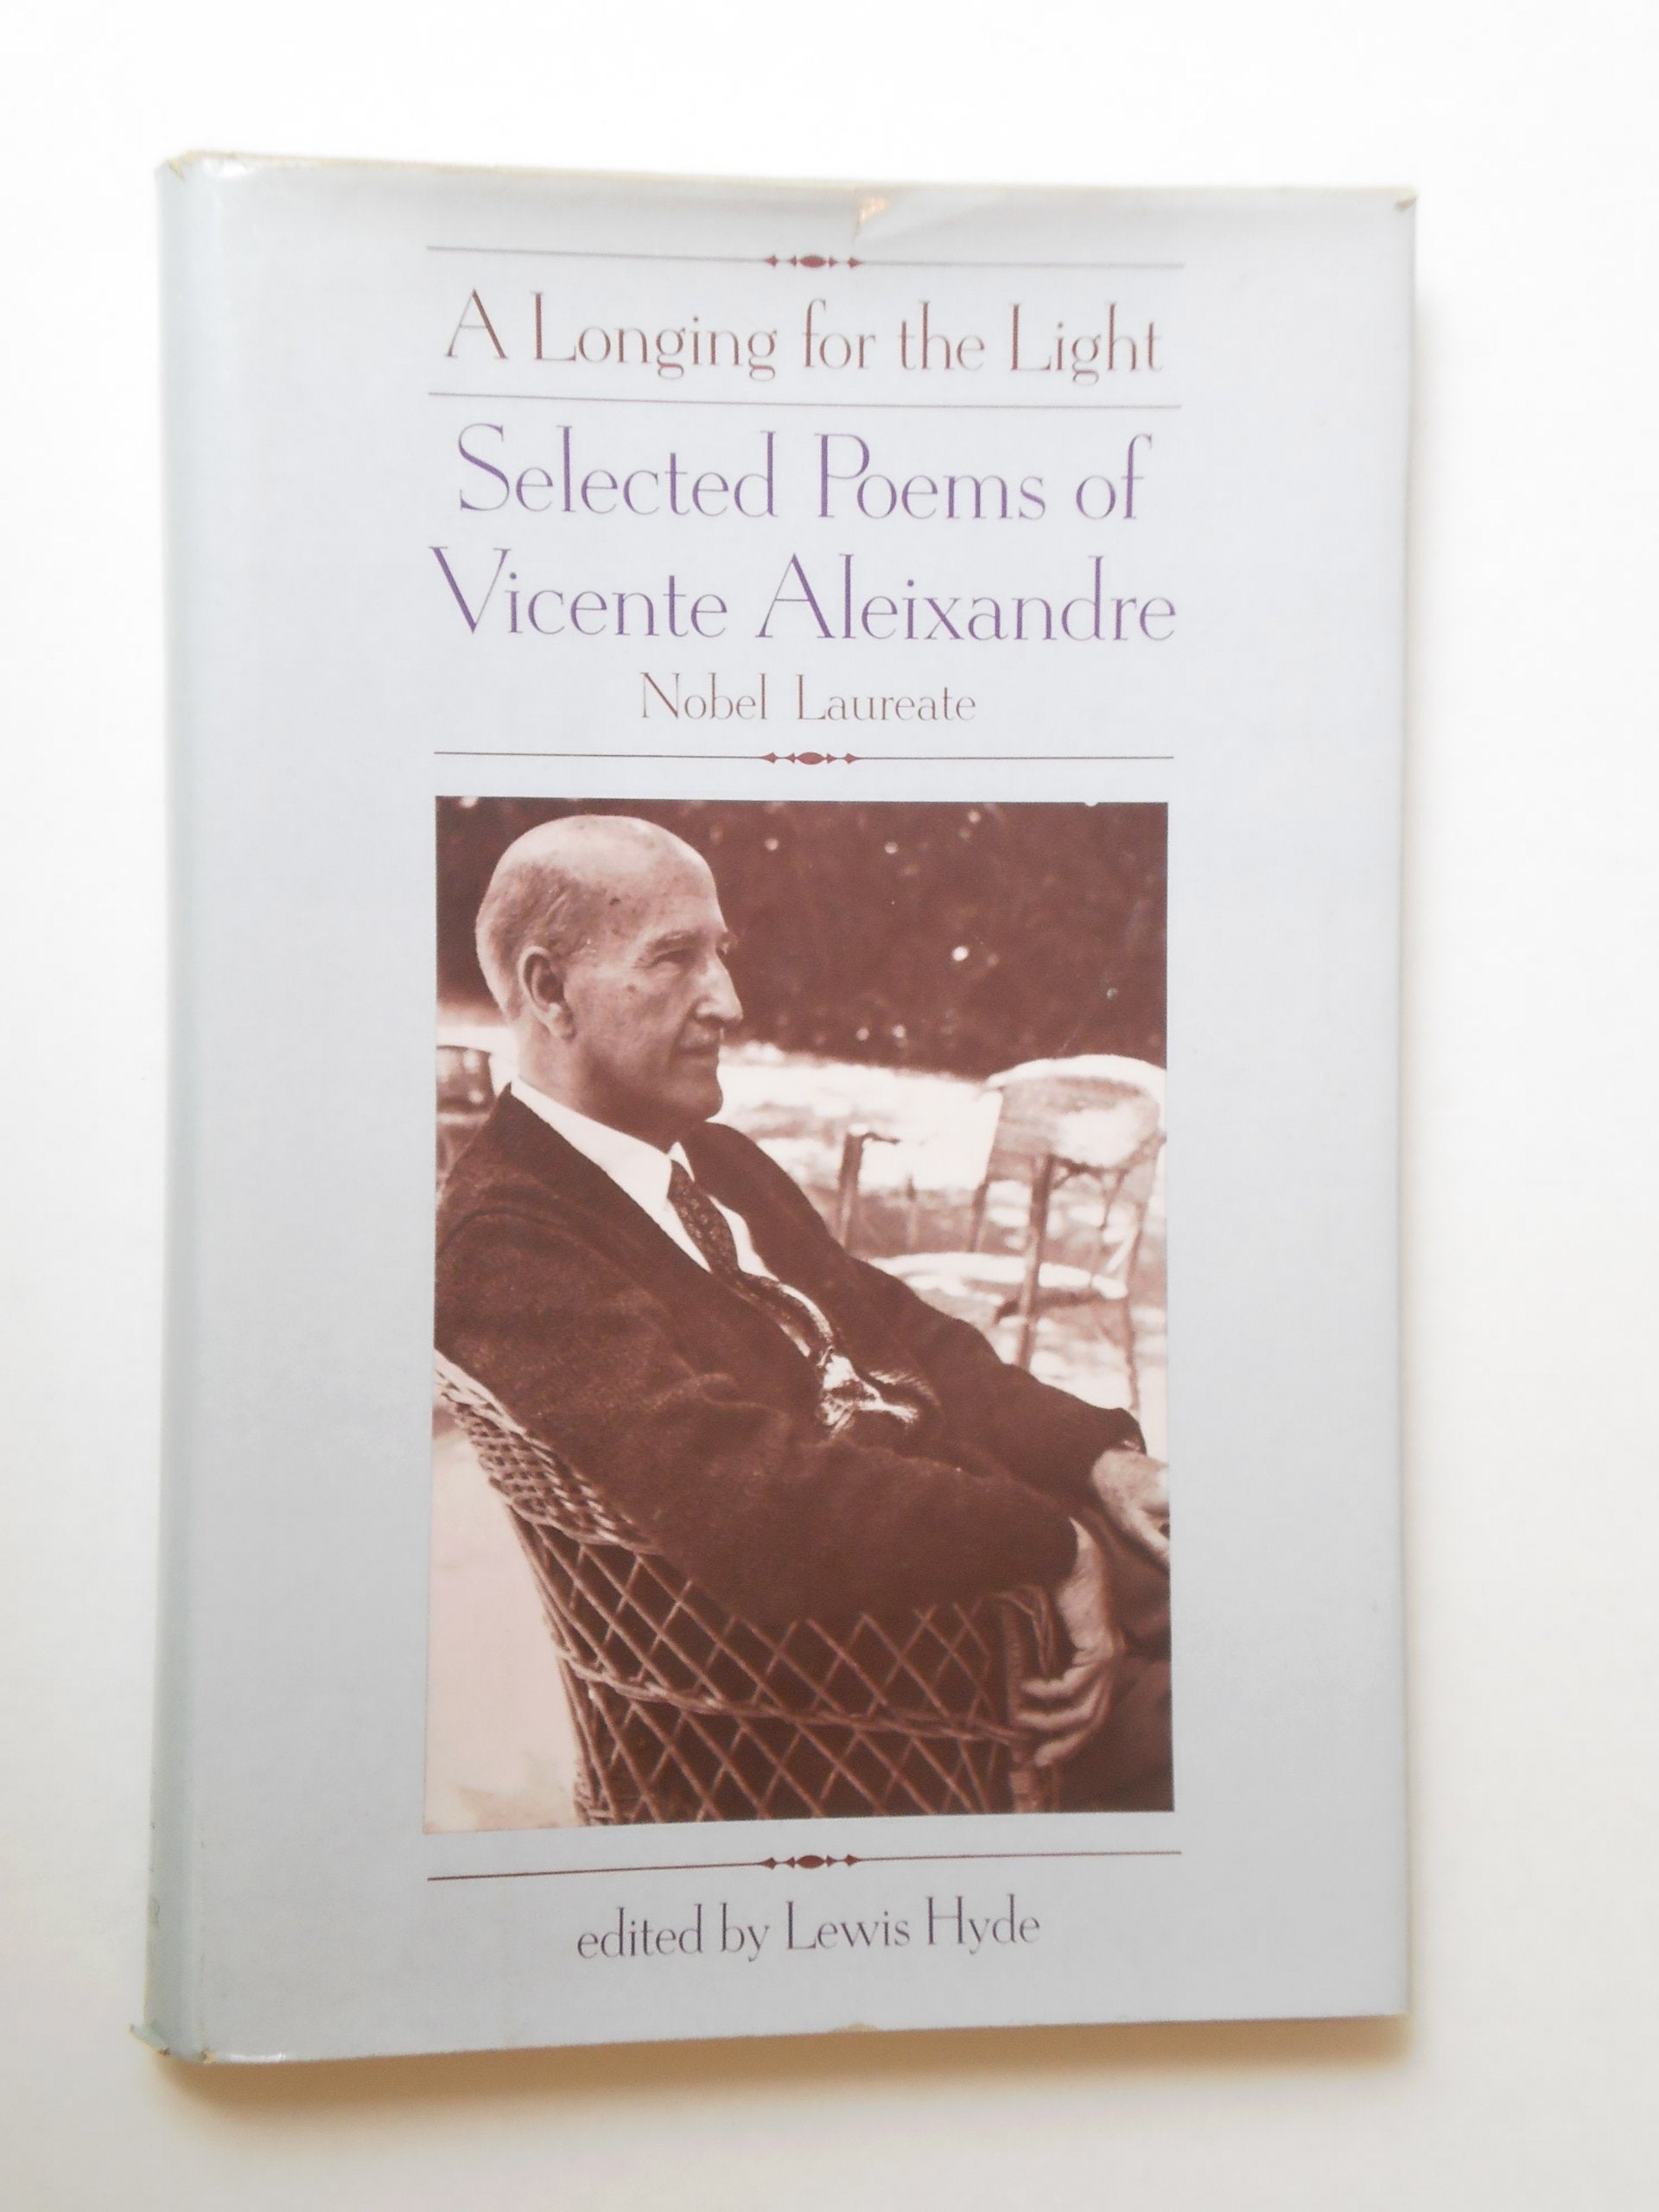 A Longing for the Light
Selected Poems of
Vicente Aleixandre
Nobel Laureate
edited by Lewis Hyde